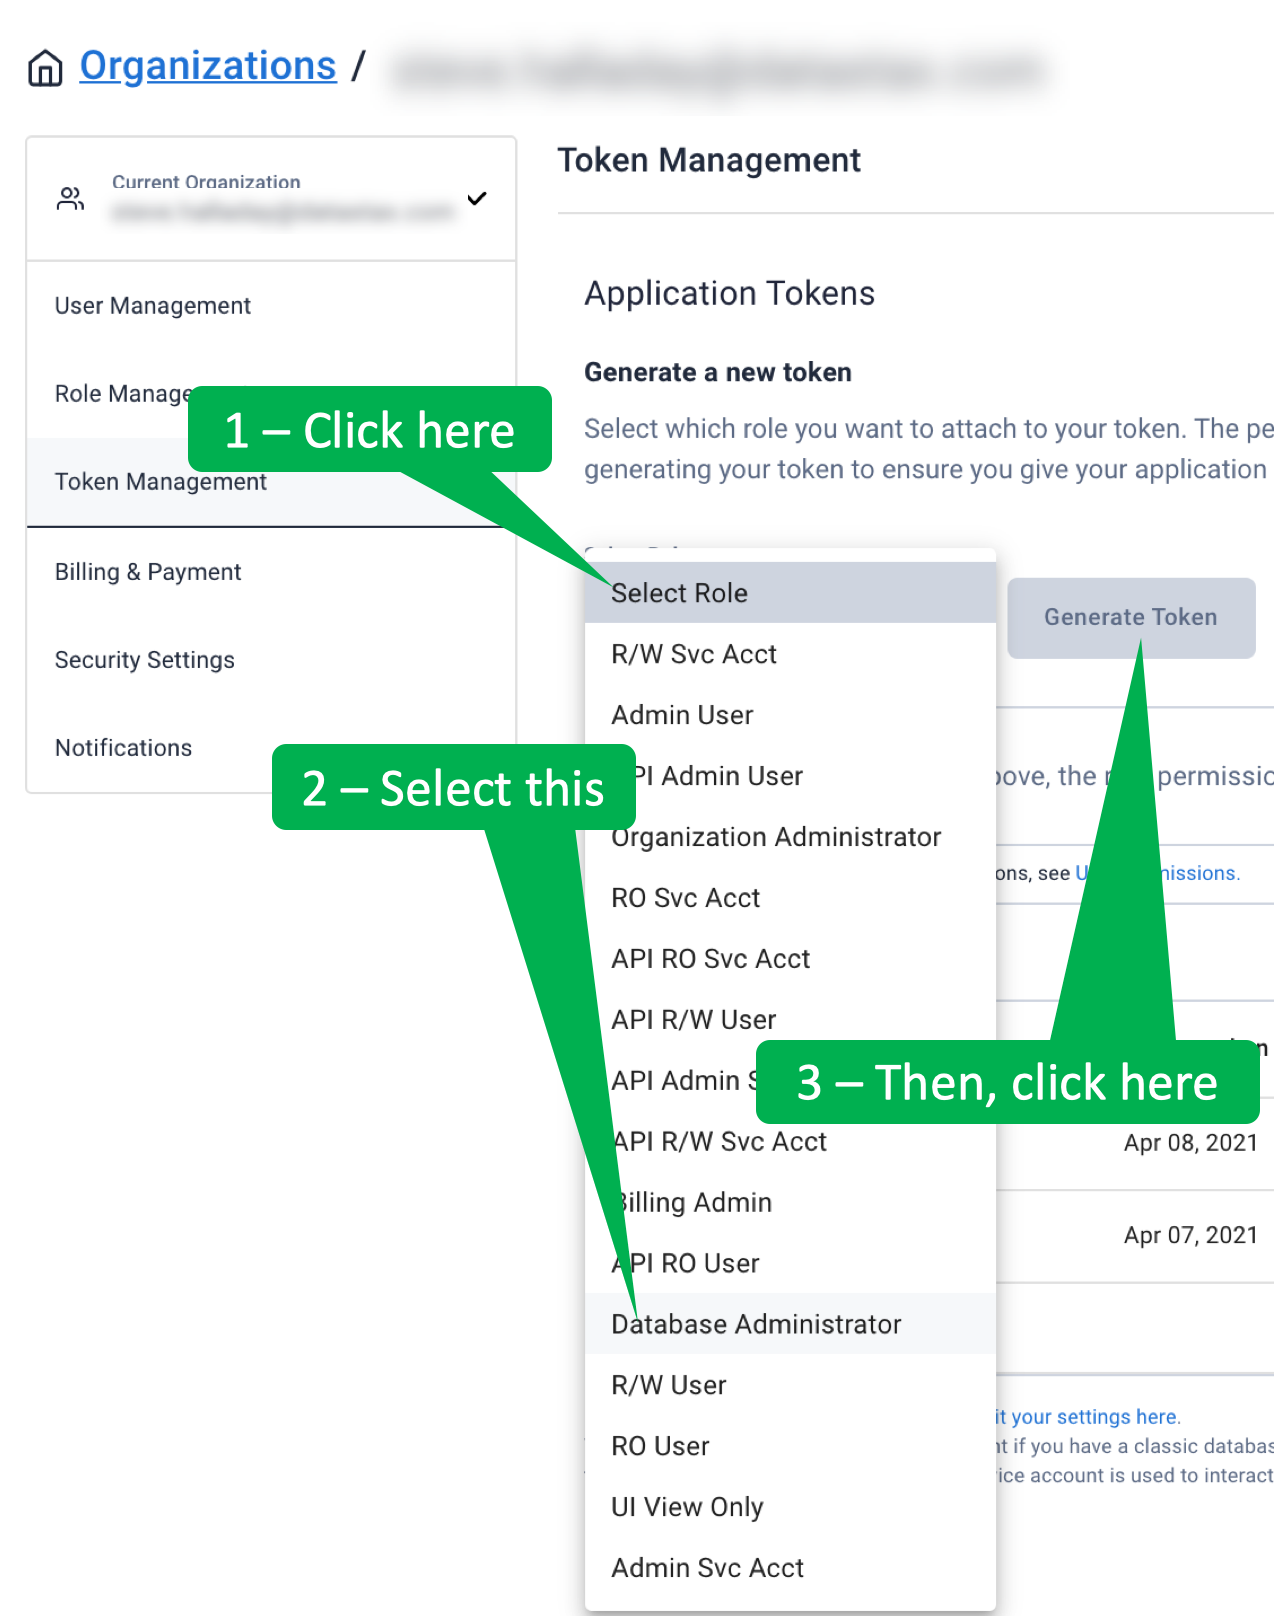 Organizations /
Current Organization
Token Management
User Management
Role Manage
Token Management
Billing & Payment
Security Settings
Notifications
Application Tokens
Generate a new token
Select which role you want to attach to your token. The pe
generating your token to ensure you give your application
1 – Click here
Select Role
Generate Token
R/W Svc Acct
Admin User
PI Admin User
ove, the permissio
2 – Select this
Organization Administrator
ons, see U missions.
RO Svc Acct
API RO Svc Acct
API R/W User
API Admin S
3 – Then, click here
API R/W Svc Acct
Apr 08, 2021
Billing Admin
Apr 07, 2021
API RO User
Database Administrator
R/W User
it your settings here.
RO User
nt if you have a classic databas
ice account is used to interact
UI View Only
Admin Svc Acct